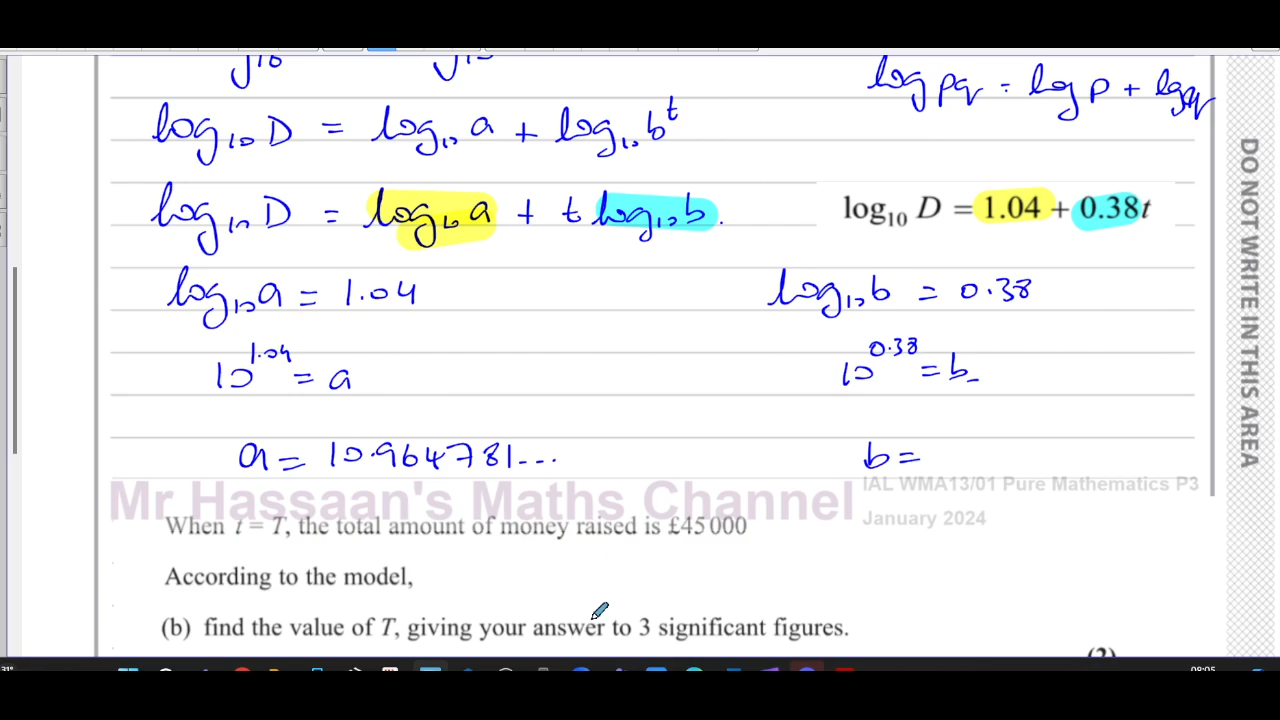 log pq = log p + log q
log₁₀ D = log₁₀ a + log₁₀ bᵗ
log₁₀ D = log₁₀ a + t log₁₀ b.
log₁₀ D = 1.04 + 0.38t
log₁₀ a = 1.04
log₁₀ b = 0.38
10^1.04 = a
10^0.38 = b
a = 10.964781...
b =
Mr Hassaan's Maths Channel
IAL WMA13/01 Pure Mathematics P3
January 2024
When t = T, the total amount of money raised is £45 000
According to the model,
(b) find the value of T, giving your answer to 3 significant figures.
DO NOT WRITE IN THIS AREA
31°
08:05